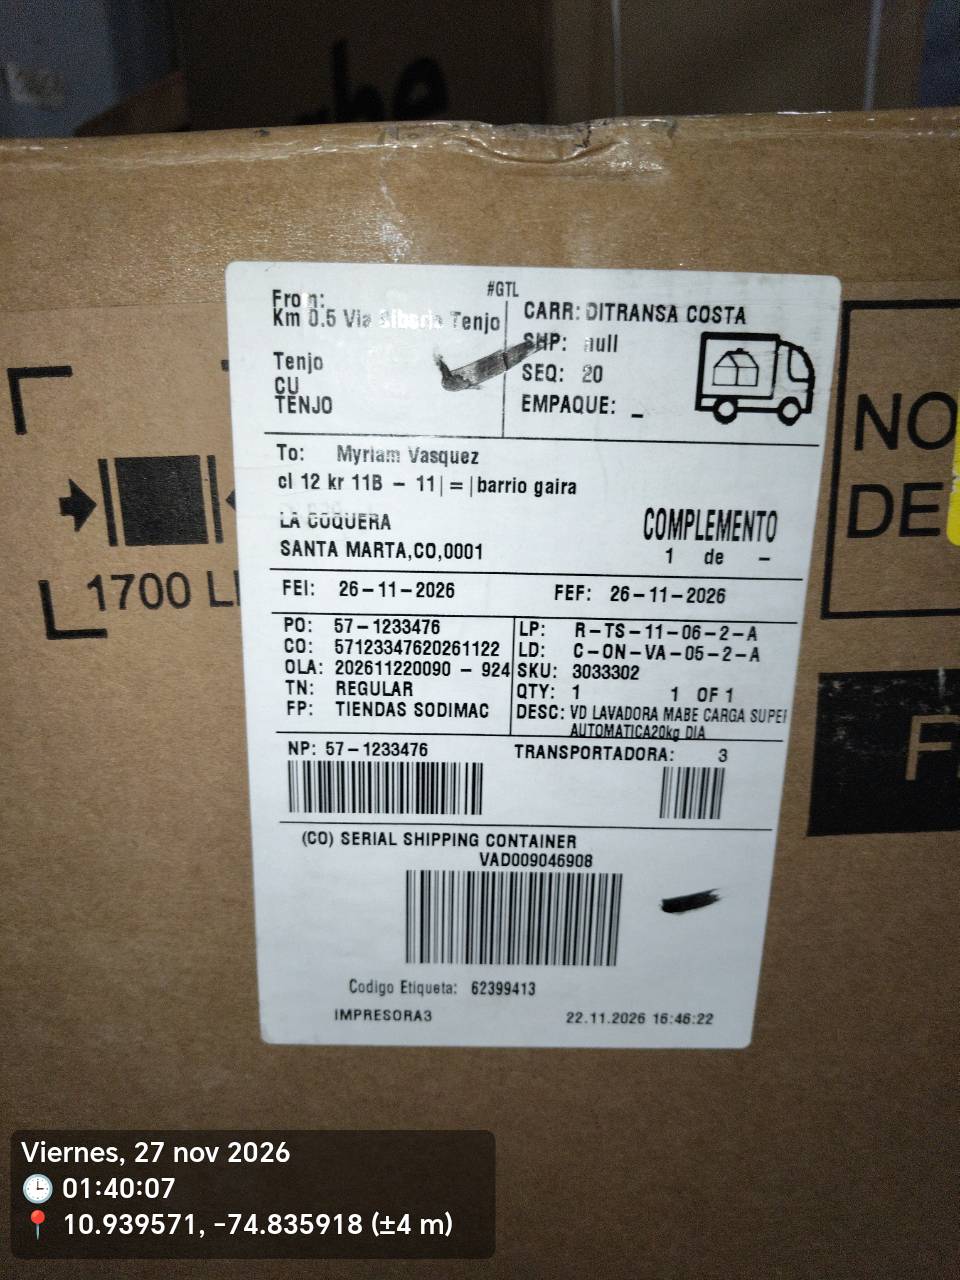 #GTL
From:
Km 0.5 Via Siberia Tenjo
Tenjo
CU
TENJO
CARR: DITRANSA COSTA
SHP: null
SEQ: 20
EMPAQUE: _
To: Myriam Vasquez
cl 12 kr 11B - 11|=|barrio gaira
LA COQUERA
SANTA MARTA,CO,0001
COMPLEMENTO
1 de -
FEI: 26-11-2026
FEF: 26-11-2026
PO: 57-1233476
CO: 57123347620261122
OLA: 202611220090 - 924
TN: REGULAR
FP: TIENDAS SODIMAC
LP: R-TS-11-06-2-A
LD: C-ON-VA-05-2-A
SKU: 3033302
QTY: 1 1 OF 1
DESC: VD LAVADORA MABE CARGA SUPER
AUTOMATICA20kg DIA
NP: 57-1233476
TRANSPORTADORA: 3
(CO) SERIAL SHIPPING CONTAINER
VAD009046908
Codigo Etiqueta: 62399413
IMPRESORA3
22.11.2026 16:46:22
1700
NO
DE
Viernes, 27 nov 2026
01:40:07
10.939571, -74.835918 (±4 m)